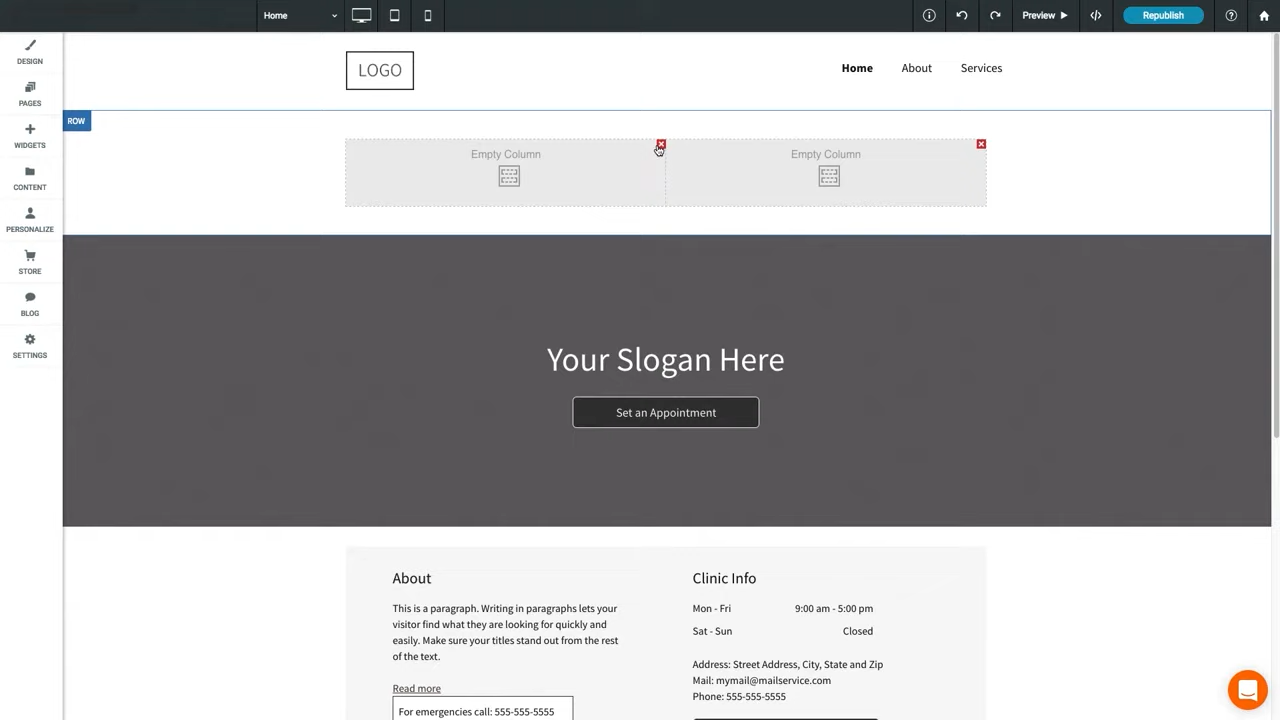 Home
Preview
Republish
DESIGN
PAGES
WIDGETS
CONTENT
PERSONALIZE
STORE
BLOG
SETTINGS
LOGO
Home
About
Services
ROW
Empty Column
Empty Column
Your Slogan Here
Set an Appointment
About
This is a paragraph. Writing in paragraphs lets your
visitor find what they are looking for quickly and
easily. Make sure your titles stand out from the rest
of the text.
Read more
For emergencies call: 555-555-5555
Clinic Info
Mon - Fri 9:00 am - 5:00 pm
Sat - Sun Closed
Address: Street Address, City, State and Zip
Mail: mymail@mailservice.com
Phone: 555-555-5555